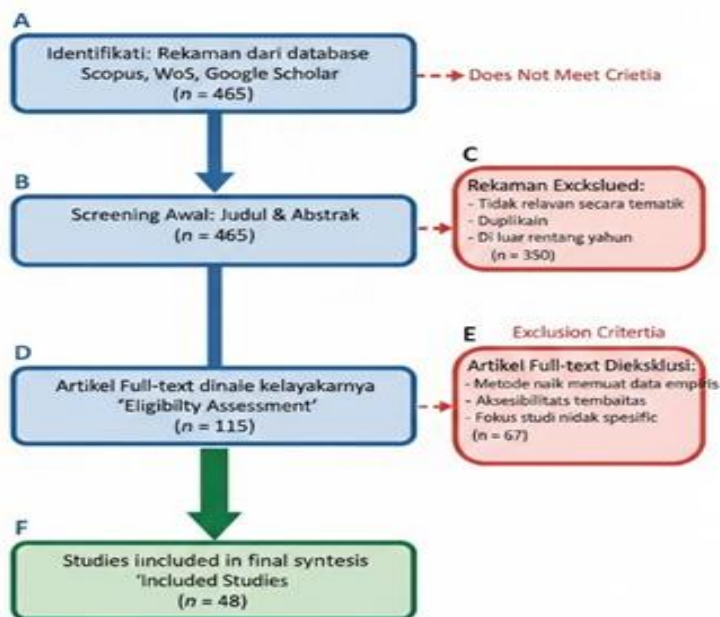 A
Identifikati: Rekaman dari database
Scopus, WoS, Google Scholar
(n = 465)
Does Not Meet Crietia
B
Screening Awal: Judul & Abstrak
(n = 465)
C
Rekaman Exckslued:
- Tidak relavan secara tematik
- Duplikain
- Di luar rentang yahun
(n = 350)
D
Artikel Full-text dinaie kelayakarnya
'Eligibilty Assessment'
(n = 115)
E
Exclusion Critertia
Artikel Full-text Dieksklusi:
- Metode naik memuat data empiris
- Aksesibilitats tembaitas
- Fokus studi nidak spesific
(n = 67)
F
Studies iincluded in final syntesis
'Included Studies
(n = 48)